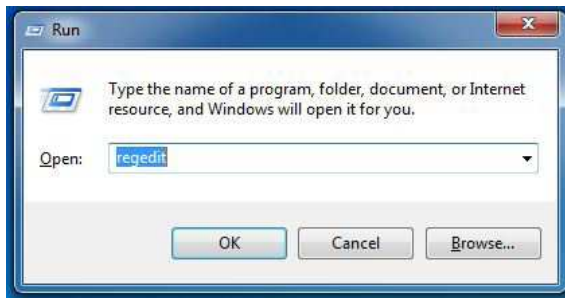 Run
Type the name of a program, folder, document, or Internet
resource, and Windows will open it for you.
Open: regedit
OK Cancel Browse...